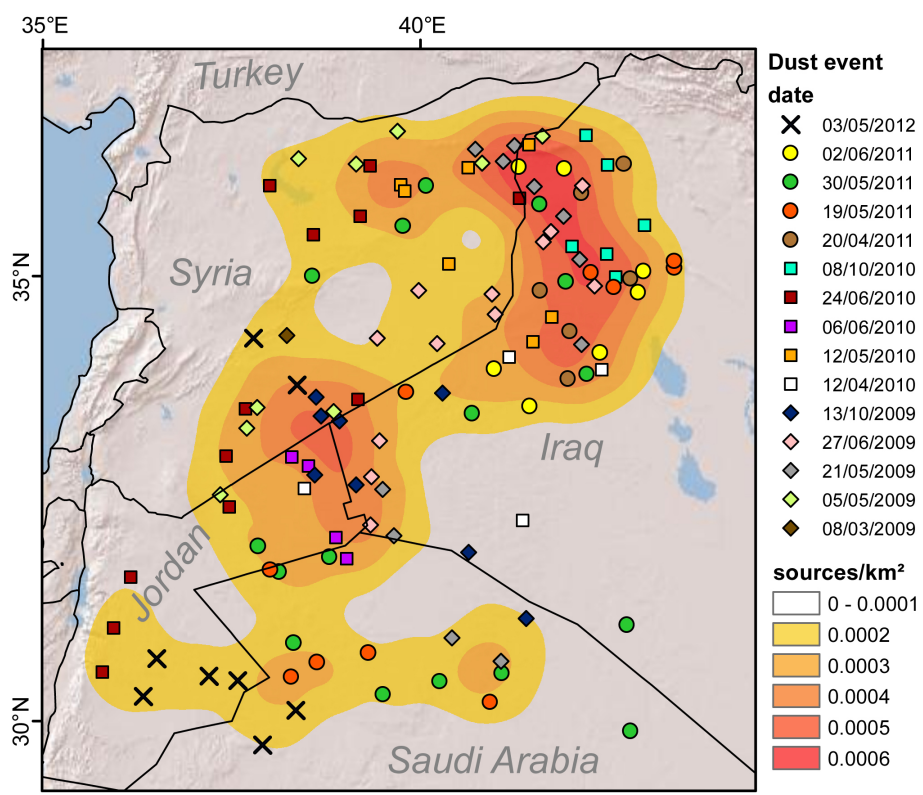 35°E
40°E
Turkey
Syria
Iraq
Jordan
Saudi Arabia
35°N
30°N
Dust event
date
03/05/2012
02/06/2011
30/05/2011
19/05/2011
20/04/2011
08/10/2010
24/06/2010
06/06/2010
12/05/2010
12/04/2010
13/10/2009
27/06/2009
21/05/2009
05/05/2009
08/03/2009
sources/km²
0 - 0.0001
0.0002
0.0003
0.0004
0.0005
0.0006